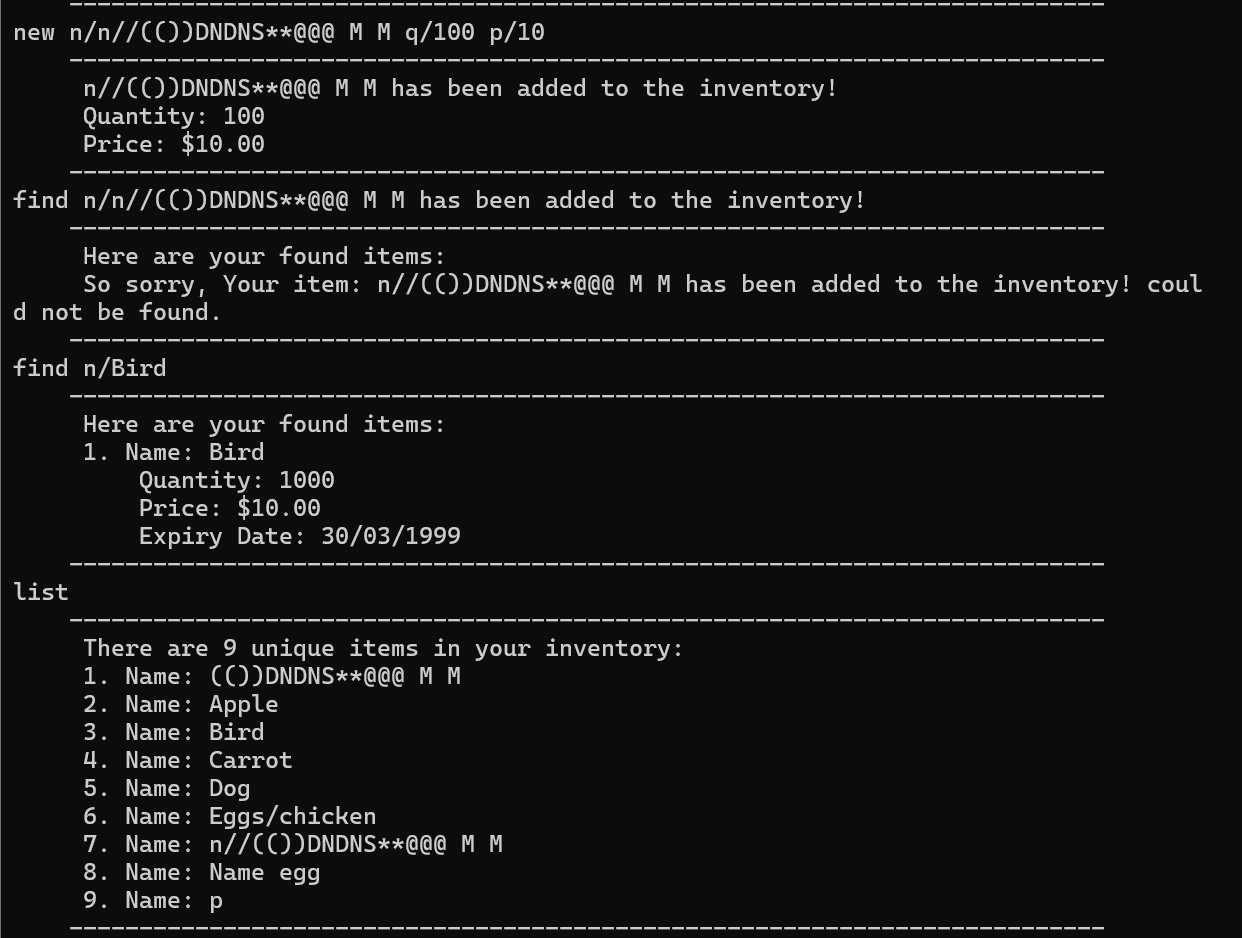 new n/n//(())DNDNS**@@@ M M q/100 p/10
--------------------------------------------------------------------------
n//(())DNDNS**@@@ M M has been added to the inventory!
Quantity: 100
Price: $10.00
--------------------------------------------------------------------------
find n/n//(())DNDNS**@@@ M M has been added to the inventory!
--------------------------------------------------------------------------
Here are your found items:
So sorry, Your item: n//(())DNDNS**@@@ M M has been added to the inventory! coul
d not be found.
--------------------------------------------------------------------------
find n/Bird
--------------------------------------------------------------------------
Here are your found items:
1. Name: Bird
Quantity: 1000
Price: $10.00
Expiry Date: 30/03/1999
--------------------------------------------------------------------------
list
--------------------------------------------------------------------------
There are 9 unique items in your inventory:
1. Name: (())DNDNS**@@@ M M
2. Name: Apple
3. Name: Bird
4. Name: Carrot
5. Name: Dog
6. Name: Eggs/chicken
7. Name: n//(())DNDNS**@@@ M M
8. Name: Name egg
9. Name: p
--------------------------------------------------------------------------